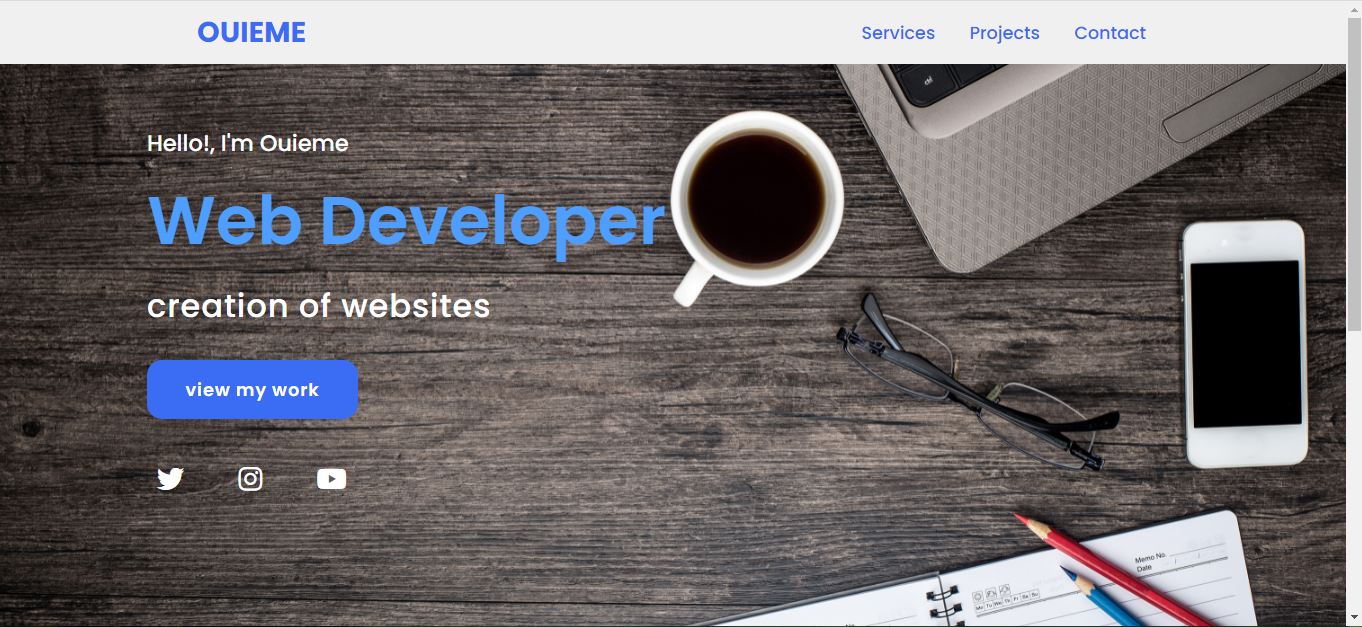 OUIEME
Services Projects Contact
Hello!, I'm Ouieme
Web Developer
creation of websites
view my work
ctrl
Memo No.
Date
Mo Tu We Th Fr Sa Su